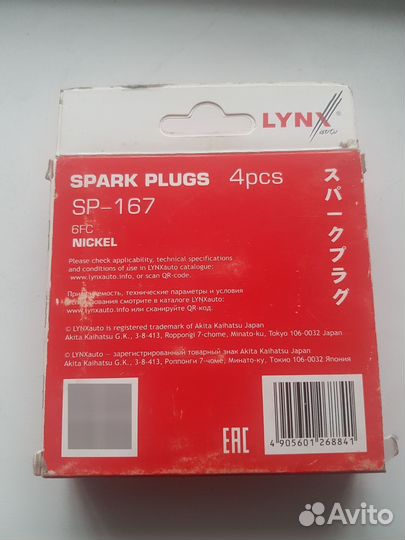 LYNX
auto
SPARK PLUGS 4pcs
SP-167
6FC
NICKEL
スパークプラグ
Please check applicability, technical specifications
and conditions of use in LYNXauto catalogue:
www.lynxauto.info, or scan QR-code.
Применяемость, технические параметры и условия
использования смотрите в каталоге LYNXauto:
www.lynxauto.info или сканируйте QR-код.
© LYNXauto is registered trademark of Akita Kaihatsu Japan
Akita Kaihatsu K.K., 3-8-413, Roppongi 7-chome, Minato-ku, Tokyo 106-0032 Japan
© LYNXauto – зарегистрированный товарный знак Akita Kaihatsu Japan
Akita Kaihatsu K.K., 3-8-413, Роппонги 7-чоме, Минато-ку, Токио 106-0032 Япония
EAC
4 905601 268841
Avito